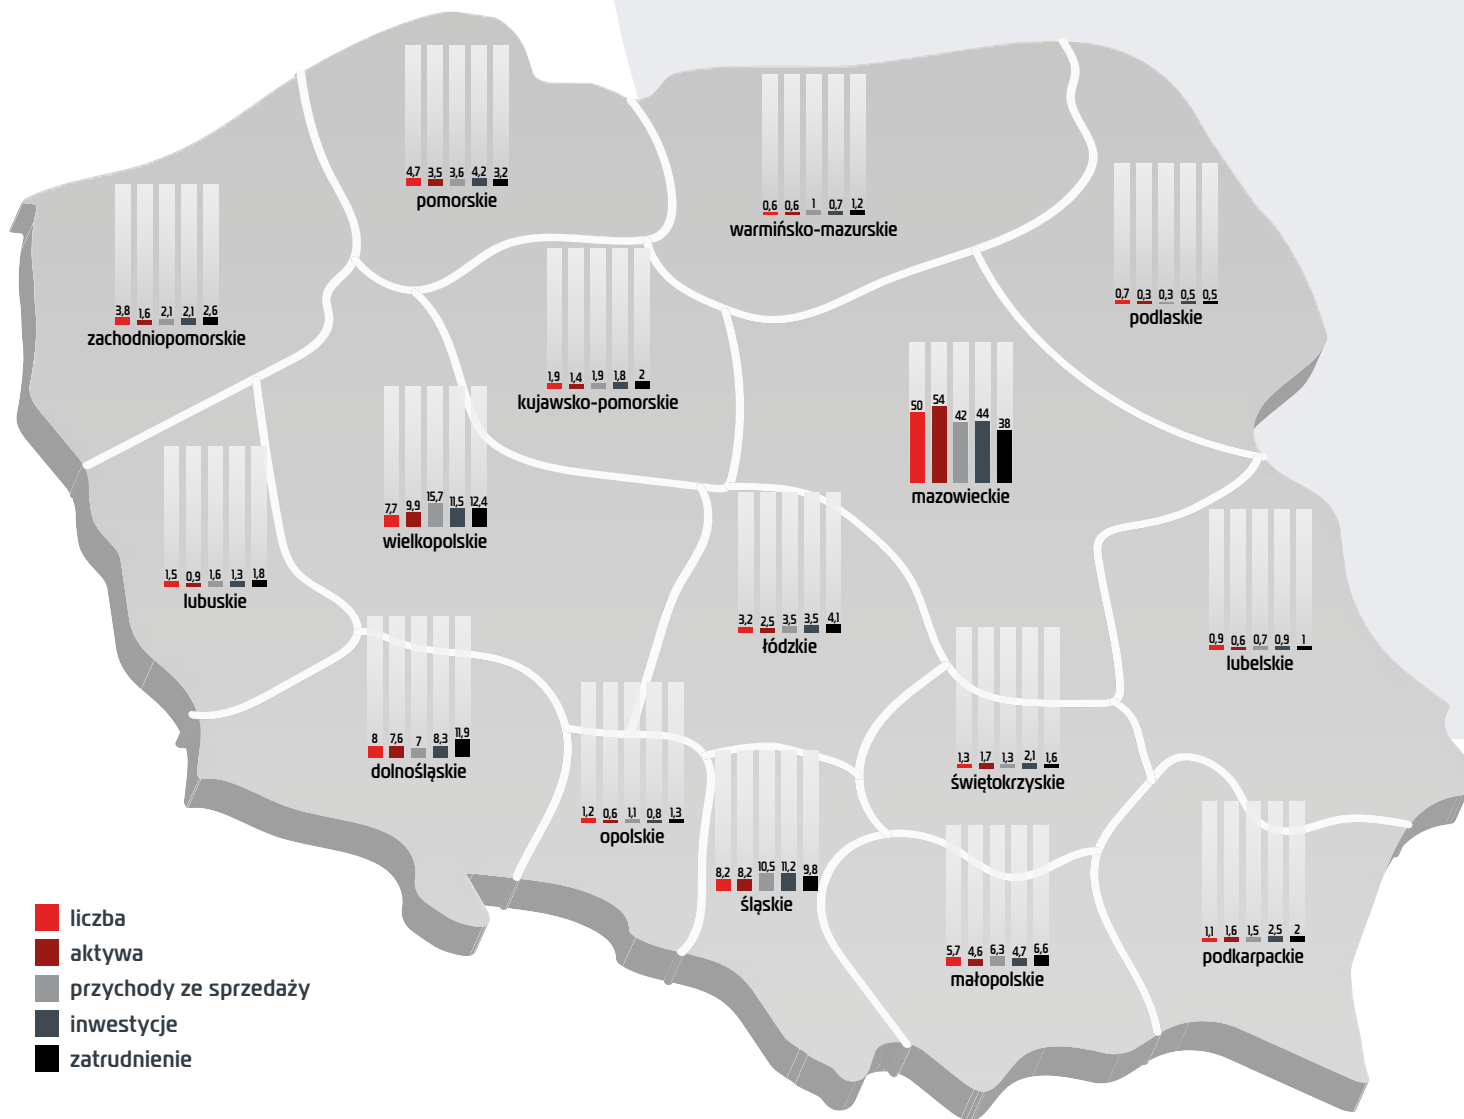 4,7 3,5 3,6 4,2 3,2
pomorskie
0,6 0,6 1 0,7 1,2
warmińsko-mazurskie
0,7 0,3 0,3 0,5 0,5
podlaskie
3,8 1,6 2,1 2,1 2,6
zachodniopomorskie
1,9 1,4 1,9 1,8 2
kujawsko-pomorskie
50 54 42 44 38
mazowieckie
7,7 9,9 15,7 11,5 12,4
wielkopolskie
1,5 0,9 1,6 1,3 1,8
lubuskie
3,2 2,5 3,5 3,5 4,1
łódzkie
0,9 0,6 0,7 0,9 1
lubelskie
8 7,6 7 8,3 11,9
dolnośląskie
1,3 1,7 1,3 2,1 1,6
świętokrzyskie
1,2 0,6 1,1 0,8 1,3
opolskie
8,2 8,2 10,5 11,2 9,8
śląskie
5,7 4,6 6,3 4,7 6,6
małopolskie
1,1 1,6 1,5 2,5 2
podkarpackie
liczba
aktywa
przychody ze sprzedaży
inwestycje
zatrudnienie